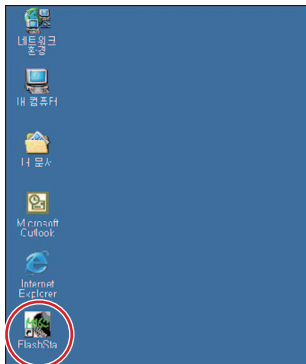 네트워크
환경
내 컴퓨터
내 문서
Microsoft
Outlook
Internet
Explorer
FlashSta